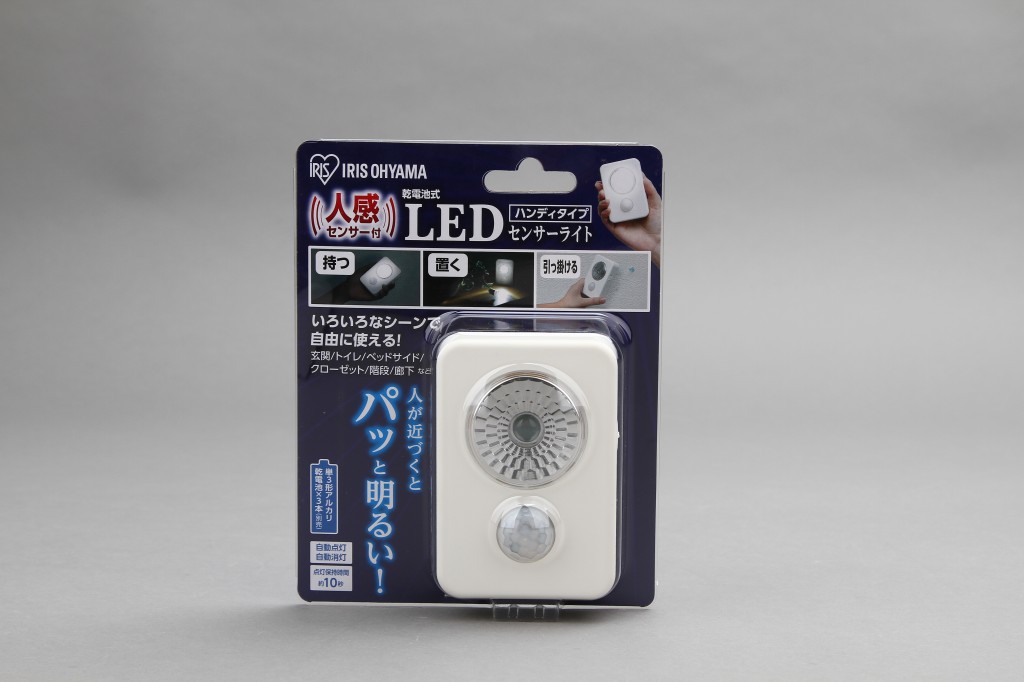 IRIS IRIS OHYAMA
人感
センサー付
乾電池式
LED
ハンディタイプ
センサーライト
持つ
置く
引っ掛ける
いろいろなシーンで
自由に使える!
玄関/トイレ/ベッドサイド/
クローゼット/階段/廊下 など
人が近づくと
パッと明るい!
単3形アルカリ
乾電池×3本(別売)
自動点灯
自動消灯
点灯保持時間
約10秒